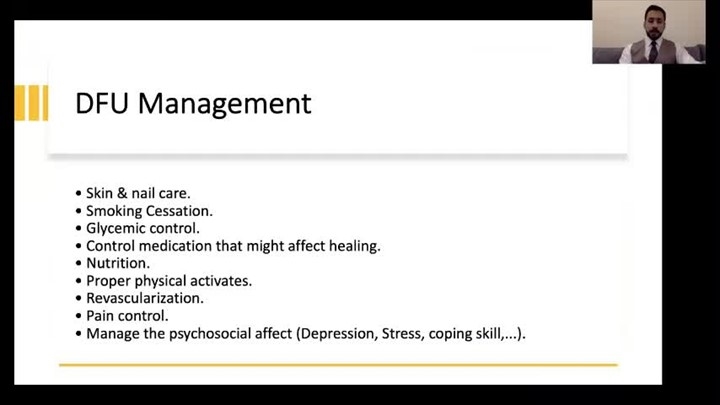 DFU Management
• Skin & nail care.
• Smoking Cessation.
• Glycemic control.
• Control medication that might affect healing.
• Nutrition.
• Proper physical activates.
• Revascularization.
• Pain control.
• Manage the psychosocial affect (Depression, Stress, coping skill,...).